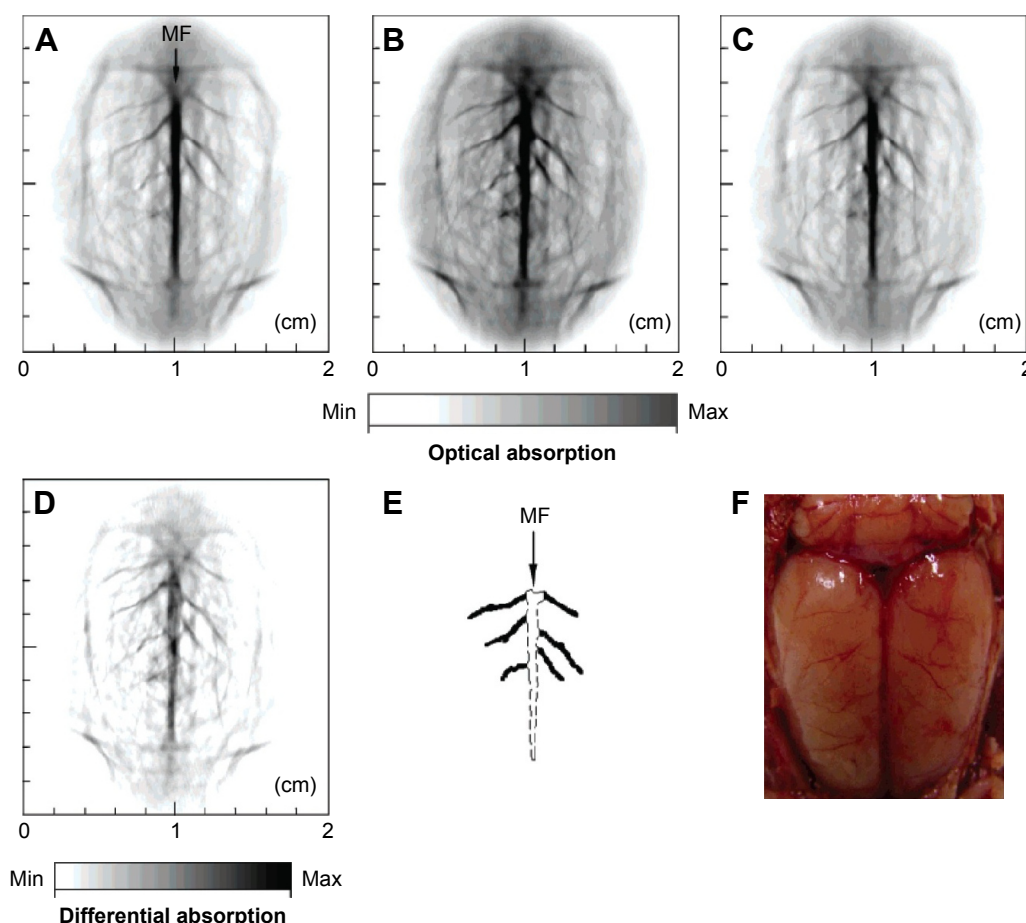 A
MF
(cm)
0 1 2
B
(cm)
0 1 2
C
(cm)
0 1 2
Min Max
Optical absorption
D
(cm)
0 1 2
Min Max
Differential absorption
E
MF
F